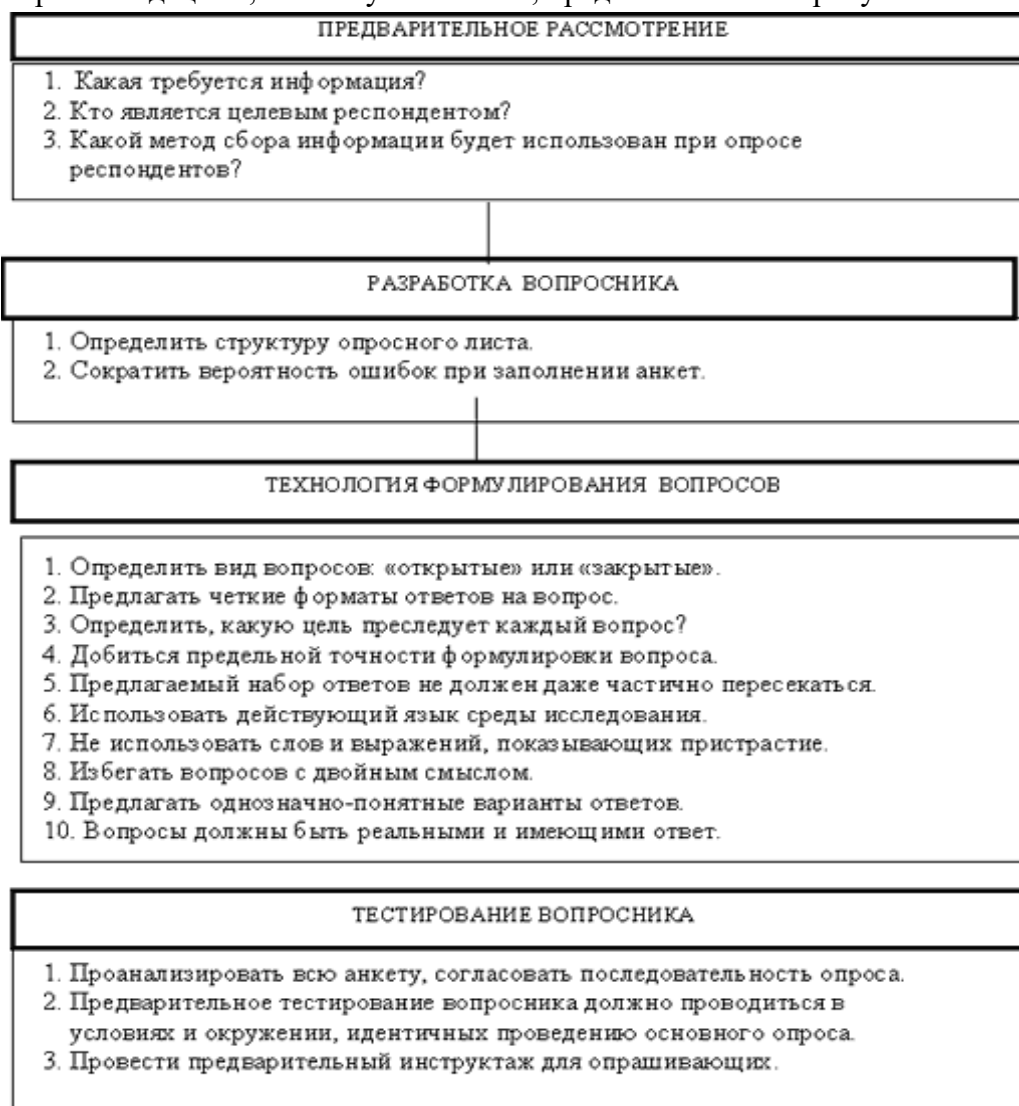 ПРЕДВАРИТЕЛЬНОЕ РАССМОТРЕНИЕ
1. Какая требуется информация?
2. Кто является целевым респондентом?
3. Какой метод сбора информации будет использован при опросе
респондентов?
РАЗРАБОТКА ВОПРОСНИКА
1. Определить структуру опросного листа.
2. Сократить вероятность ошибок при заполнении анкет.
ТЕХНОЛОГИЯ ФОРМУЛИРОВАНИЯ ВОПРОСОВ
1. Определить вид вопросов: «открытые» или «закрытые».
2. Предлагать четкие форматы ответов на вопрос.
3. Определить, какую цель преследует каждый вопрос?
4. Добиться предельной точности формулировки вопроса.
5. Предлагаемый набор ответов не должен даже частично пересекаться.
6. Использовать действующий язык среды исследования.
7. Не использовать слов и выражений, показывающих пристрастие.
8. Избегать вопросов с двойным смыслом.
9. Предлагать однозначно-понятные варианты ответов.
10. Вопросы должны быть реальными и имеющими ответ.
ТЕСТИРОВАНИЕ ВОПРОСНИКА
1. Проанализировать всю анкету, согласовать последовательность опроса.
2. Предварительное тестирование вопросника должно проводиться в
условиях и окружении, идентичных проведению основного опроса.
3. Провести предварительный инструктаж для опрашивающих.